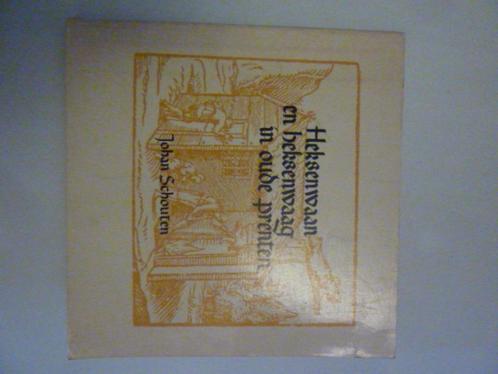 Heksenwaan
en heksenwaag
in oude prenten
Johan Schouten